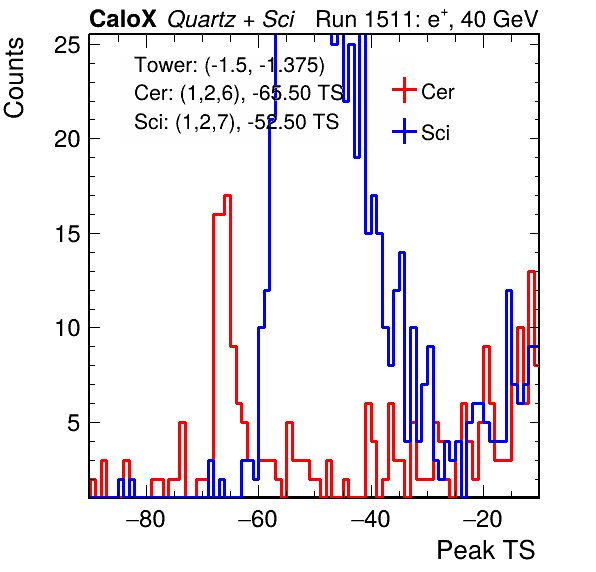 CaloX Quartz + Sci Run 1511: e⁺, 40 GeV
Counts
25
Tower: (-1.5, -1.375)
Cer: (1,2,6), -65.50 TS
Sci: (1,2,7), -52.50 TS
Cer
Sci
20
15
10
5
−80 −60 −40 −20
Peak TS